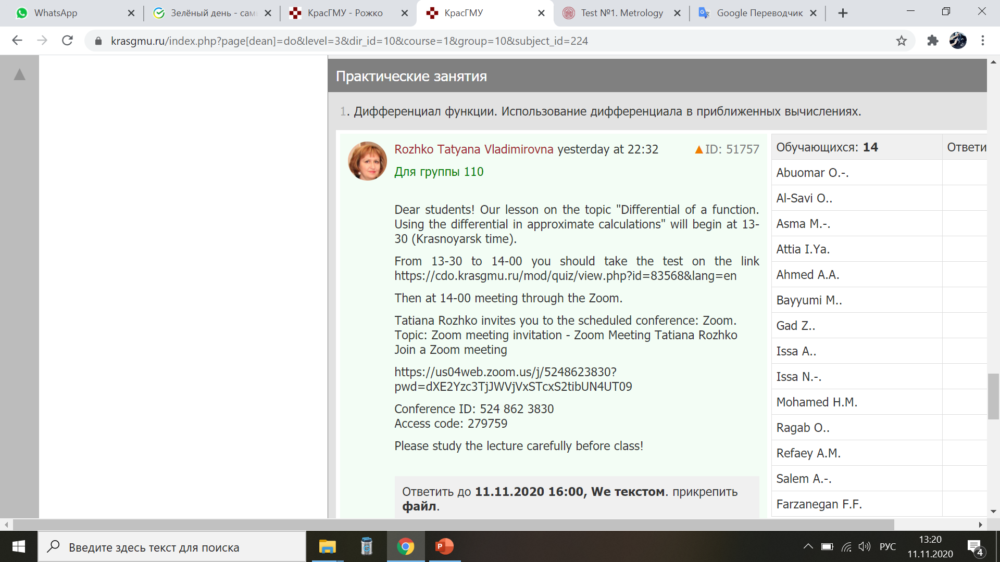 WhatsApp
Зелёный день - сам
КрасГМУ - Рожко
КрасГМУ
Test №1. Metrology
Google Переводчик
krasgmu.ru/index.php?page[dean]=do&level=3&dir_id=10&course=1&group=10&subject_id=224
Практические занятия
1. Дифференциал функции. Использование дифференциала в приближенных вычислениях.
Rozhko Tatyana Vladimirovna yesterday at 22:32
▲ID: 51757
Для группы 110
Dear students! Our lesson on the topic "Differential of a function.
Using the differential in approximate calculations" will begin at 13-
30 (Krasnoyarsk time).
From 13-30 to 14-00 you should take the test on the link
https://cdo.krasgmu.ru/mod/quiz/view.php?id=83568&lang=en
Then at 14-00 meeting through the Zoom.
Tatiana Rozhko invites you to the scheduled conference: Zoom.
Topic: Zoom meeting invitation - Zoom Meeting Tatiana Rozhko
Join a Zoom meeting
https://us04web.zoom.us/j/5248623830?
pwd=dXE2Yzc3TjJWVjVxSTcxS2tibUN4UT09
Conference ID: 524 862 3830
Access code: 279759
Please study the lecture carefully before class!
Ответить до 11.11.2020 16:00, We текстом. прикрепить
файл.
Обучающихся: 14
Ответи
Abuomar O.-.
Al-Savi O..
Asma M.-.
Attia I.Ya.
Ahmed A.A.
Bayyumi M..
Gad Z..
Issa A..
Issa N.-.
Mohamed H.M.
Ragab O..
Refaey A.M.
Salem A.-.
Farzanegan F.F.
Введите здесь текст для поиска
РУС
13:20
11.11.2020
4